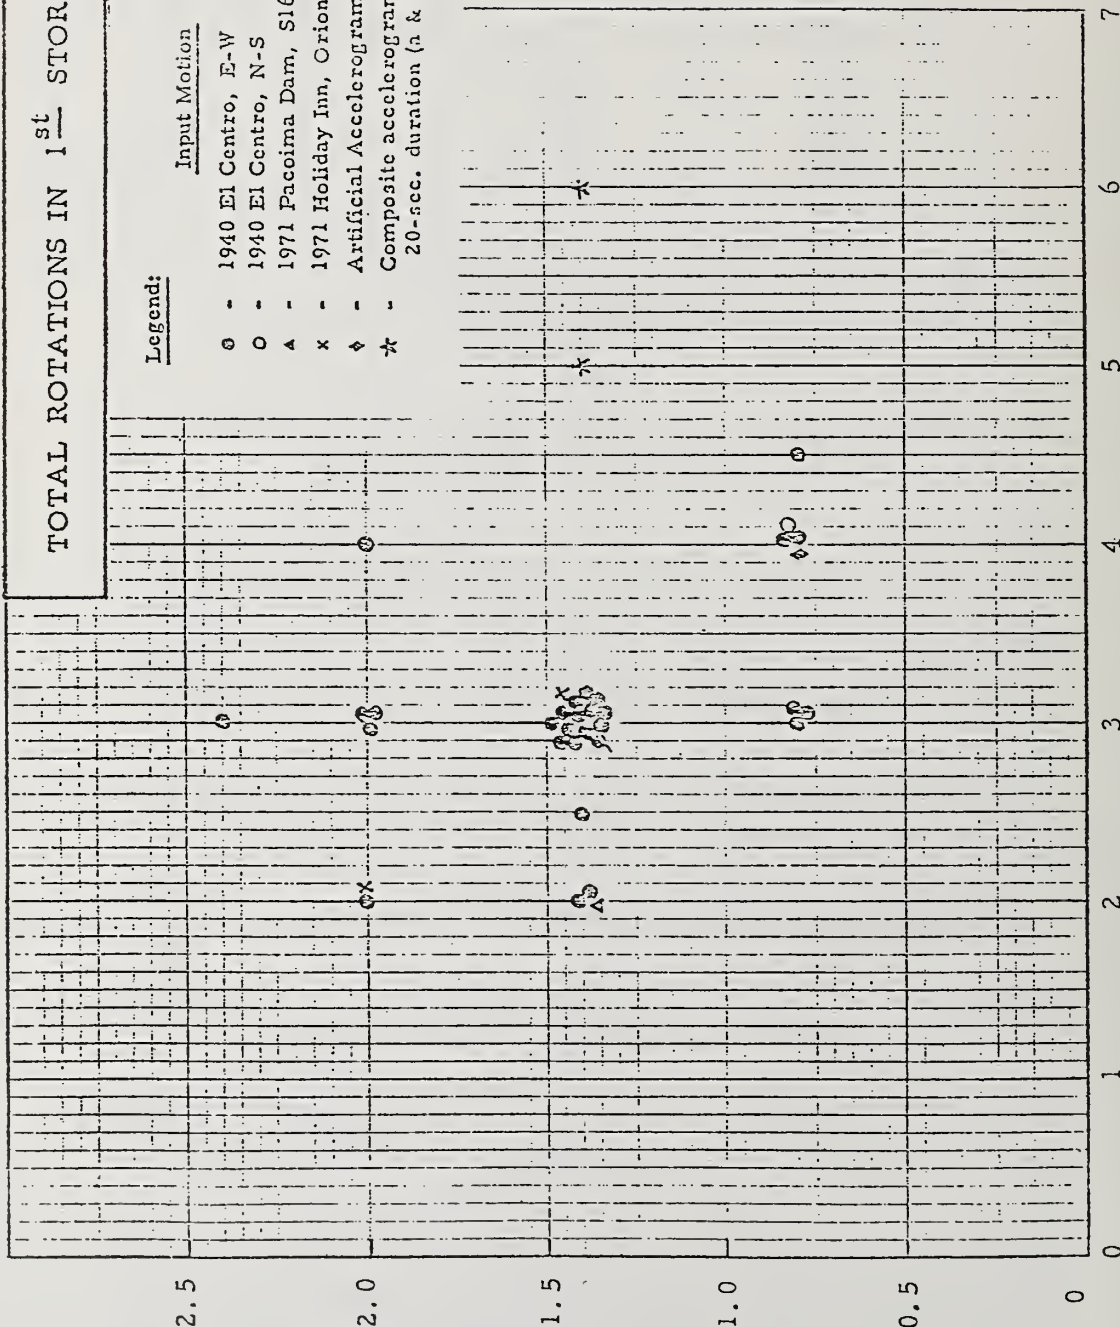 TOTAL ROTATIONS IN 1st STOR
Legend:
Input Motion
- 1940 El Centro, E-W
- 1940 El Centro, N-S
- 1971 Pacoima Dam, S16
x - 1971 Holiday Inn, Orion
- Artificial Accelerogram
- Composite accelerogram
20-sec. duration (a &
2.5
2.0
1.5
1.0
0.5
0
0 1 2 3 4 5 6 7